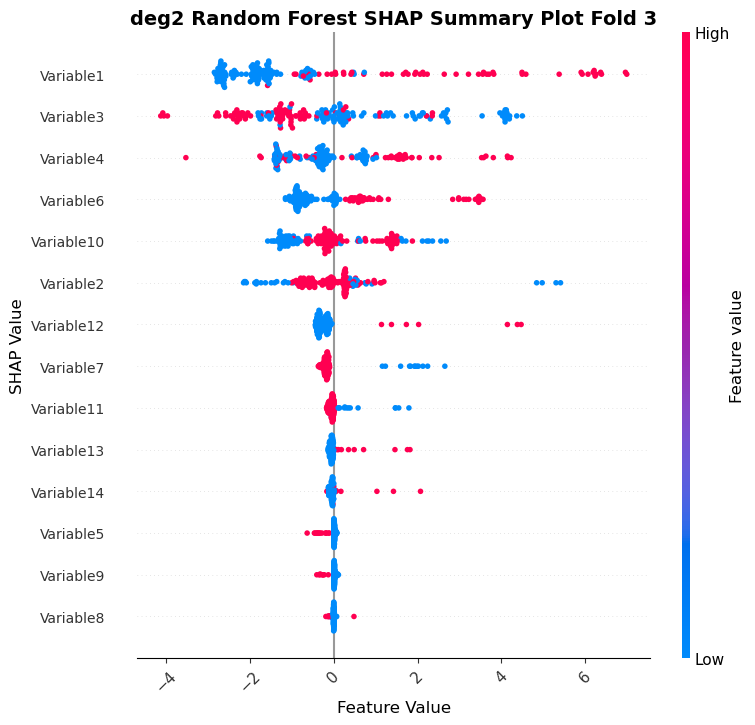 deg2 Random Forest SHAP Summary Plot Fold 3
High
Variable1
Variable3
Variable4
Variable6
Variable10
Variable2
Variable12
Variable7
Variable11
Variable13
Variable14
Variable5
Variable9
Variable8
SHAP Value
Feature value
Low
−4
−2
0
2
4
6
Feature Value